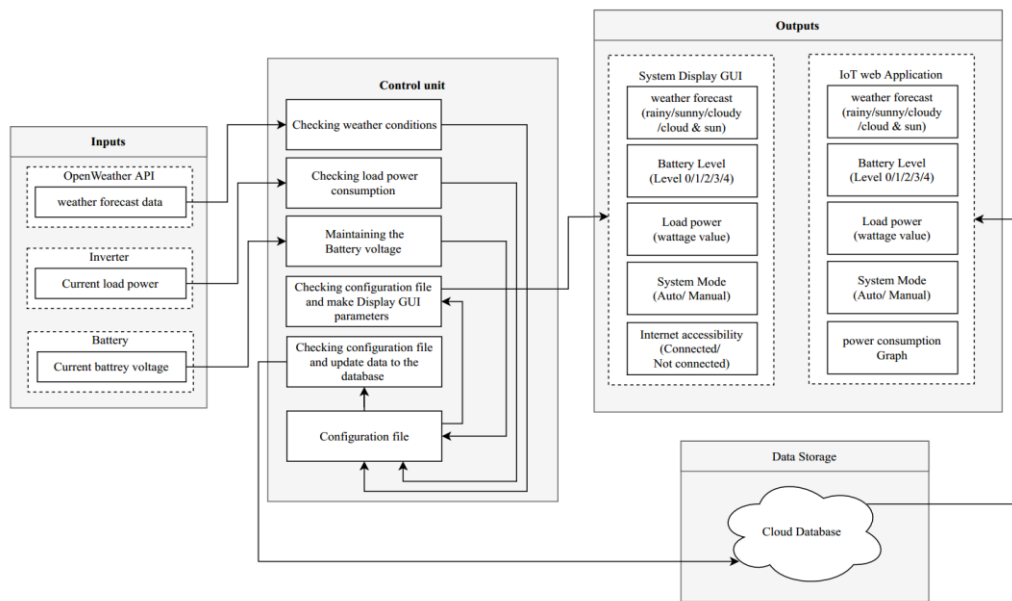 Inputs
OpenWeather API
weather forecast data
Inverter
Current load power
Battery
Current battrey voltage
Control unit
Checking weather conditions
Checking load power
consumption
Maintaining the
Battery voltage
Checking configuration file
and make Display GUI
parameters
Checking configuration file
and update data to the
database
Configuration file
Outputs
System Display GUI
weather forecast
(rainy/sunny/cloudy
/cloud & sun)
Battery Level
(Level 0/1/2/3/4)
Load power
(wattage value)
System Mode
(Auto/ Manual)
Internet accessibility
(Connected/
Not connected)
IoT web Application
weather forecast
(rainy/sunny/cloudy
/cloud & sun)
Battery Level
(Level 0/1/2/3/4)
Load power
(wattage value)
System Mode
(Auto/ Manual)
power consumption
Graph
Data Storage
Cloud Database